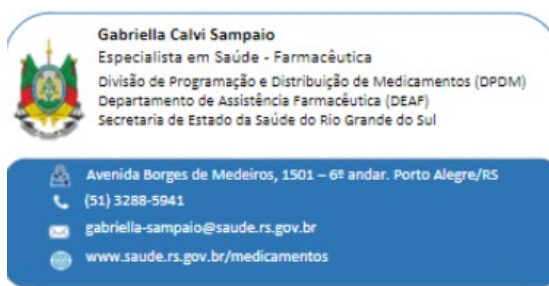 Gabriella Calvi Sampaio
Especialista em Saúde - Farmacêutica
Divisão de Programação e Distribuição de Medicamentos (DPDM)
Departamento de Assistência Farmacêutica (DEAF)
Secretaria de Estado da Saúde do Rio Grande do Sul
Avenida Borges de Medeiros, 1501 – 6º andar. Porto Alegre/RS
(51) 3288-5941
gabriella-sampaio@saude.rs.gov.br
www.saude.rs.gov.br/medicamentos